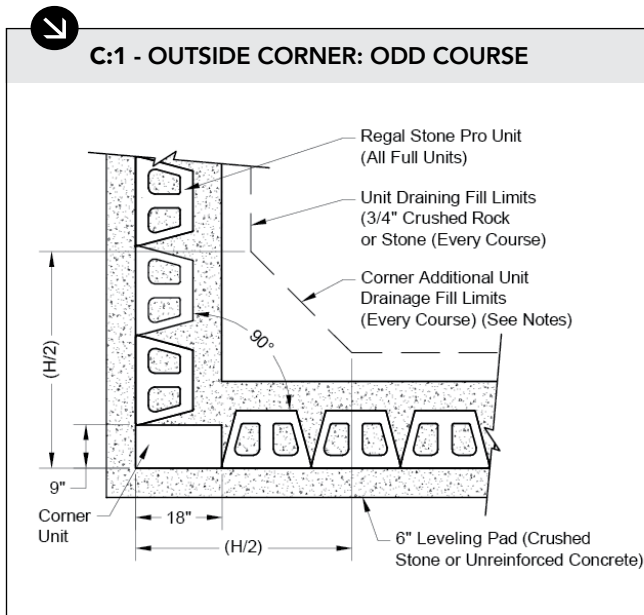 C:1 - OUTSIDE CORNER: ODD COURSE
Regal Stone Pro Unit
(All Full Units)
Unit Draining Fill Limits
(3/4" Crushed Rock
or Stone (Every Course)
Corner Additional Unit
Drainage Fill Limits
(Every Course) (See Notes)
90°
(H/2)
9"
Corner
Unit
18"
(H/2)
6" Leveling Pad (Crushed
Stone or Unreinforced Concrete)